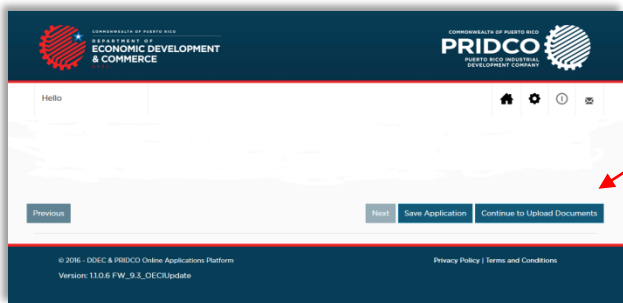 COMMONWEALTH OF PUERTO RICO
DEPARTMENT OF
ECONOMIC DEVELOPMENT
& COMMERCE
COMMONWEALTH OF PUERTO RICO
PRIDCO
PUERTO RICO INDUSTRIAL
DEVELOPMENT COMPANY
Hello
Previous
Next
Save Application
Continue to Upload Documents
© 2016 - DDEC & PRIDCO Online Applications Platform
Privacy Policy | Terms and Conditions
Version: 1.1.0.6 FW_9.3_OECIUpdate